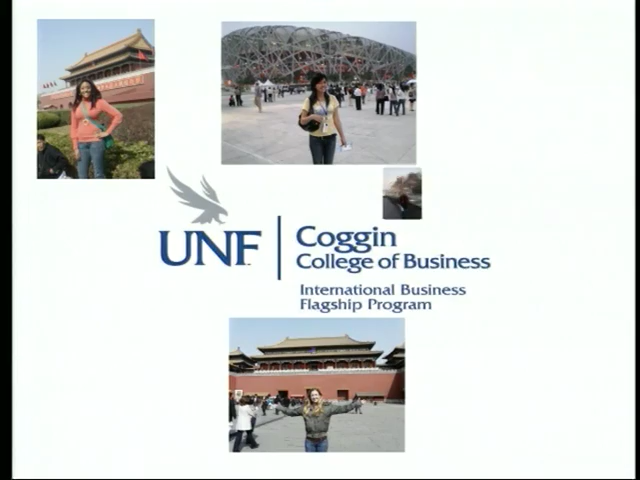 UNF
Coggin
College of Business
International Business
Flagship Program